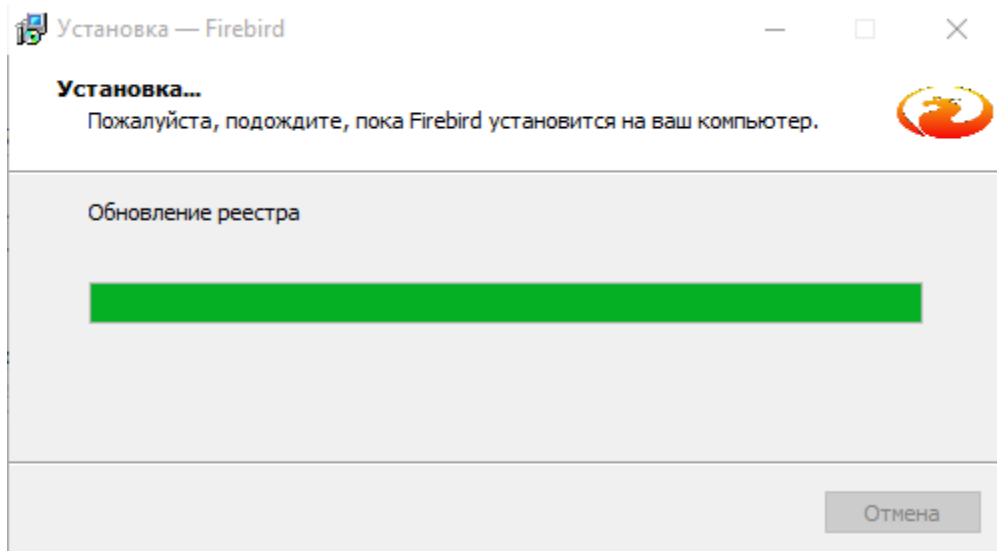 Установка — Firebird
Установка...
Пожалуйста, подождите, пока Firebird установится на ваш компьютер.
Обновление реестра
Отмена